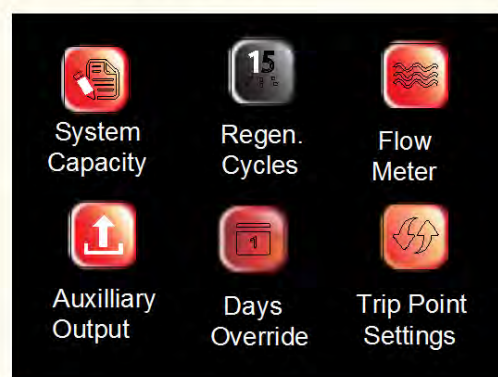 15
System
Capacity
Regen.
Cycles
Flow
Meter
1
Auxilliary
Output
Days
Override
Trip Point
Settings